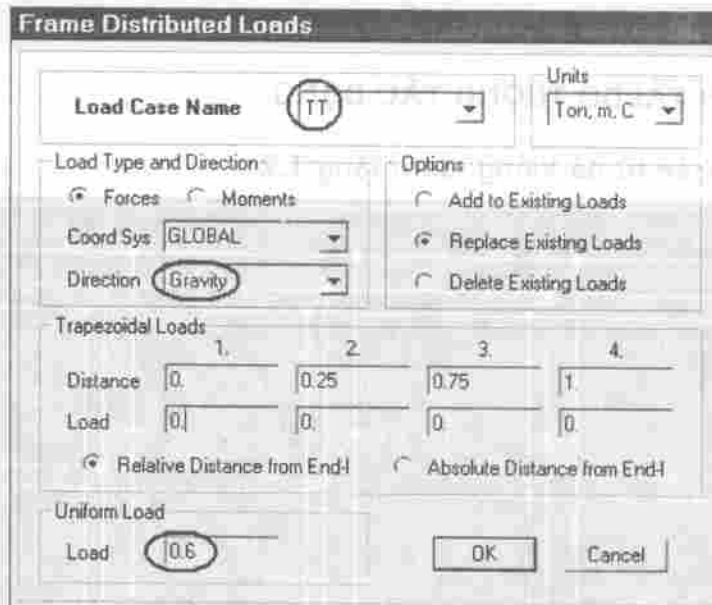 Frame Distributed Loads
Units
Load Case Name TT Ton, m, C
Load Type and Direction Options
Forces Moments Add to Existing Loads
Coord Sys GLOBAL Replace Existing Loads
Direction Gravity Delete Existing Loads
Trapezoidal Loads
1. 2. 3. 4.
Distance 0. 0.25 0.75 1.
Load 0. 0. 0. 0.
Relative Distance from End-I Absolute Distance from End-I
Uniform Load
Load 0.6 OK Cancel